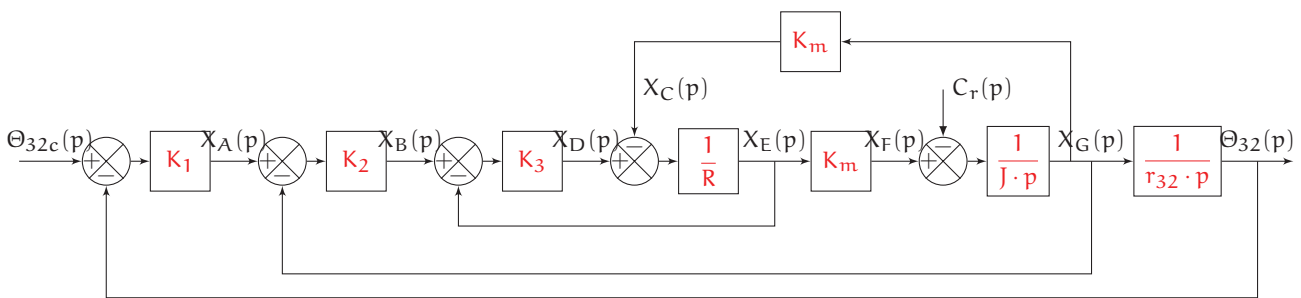 K_m
X_C(p)
C_r(p)
Θ_32c(p)
+
−
K_1
X_A(p)
+
−
K_2
X_B(p)
+
−
K_3
X_D(p)
+
−
1
R
X_E(p)
K_m
X_F(p)
+
−
1
J · p
X_G(p)
1
r_32 · p
Θ_32(p)